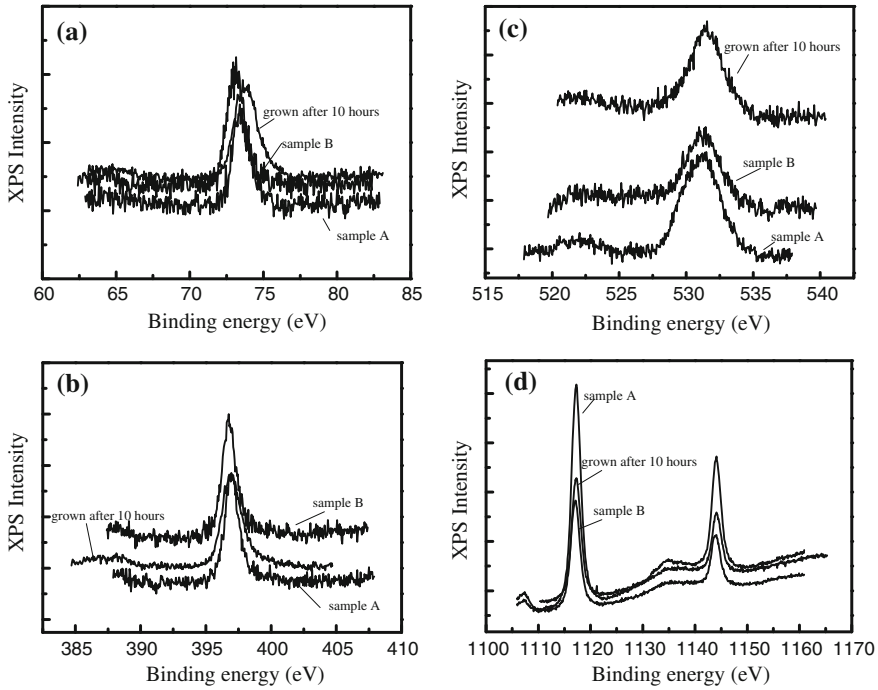 (a)
XPS Intensity
grown after 10 hours
sample B
sample A
60 65 70 75 80 85
Binding energy (eV)
(c)
XPS Intensity
grown after 10 hours
sample B
sample A
515 520 525 530 535 540
Binding energy (eV)
(b)
XPS Intensity
sample B
grown after 10 hours
sample A
385 390 395 400 405 410
Binding energy (eV)
(d)
XPS Intensity
sample A
grown after 10 hours
sample B
1100 1110 1120 1130 1140 1150 1160 1170
Binding energy (eV)